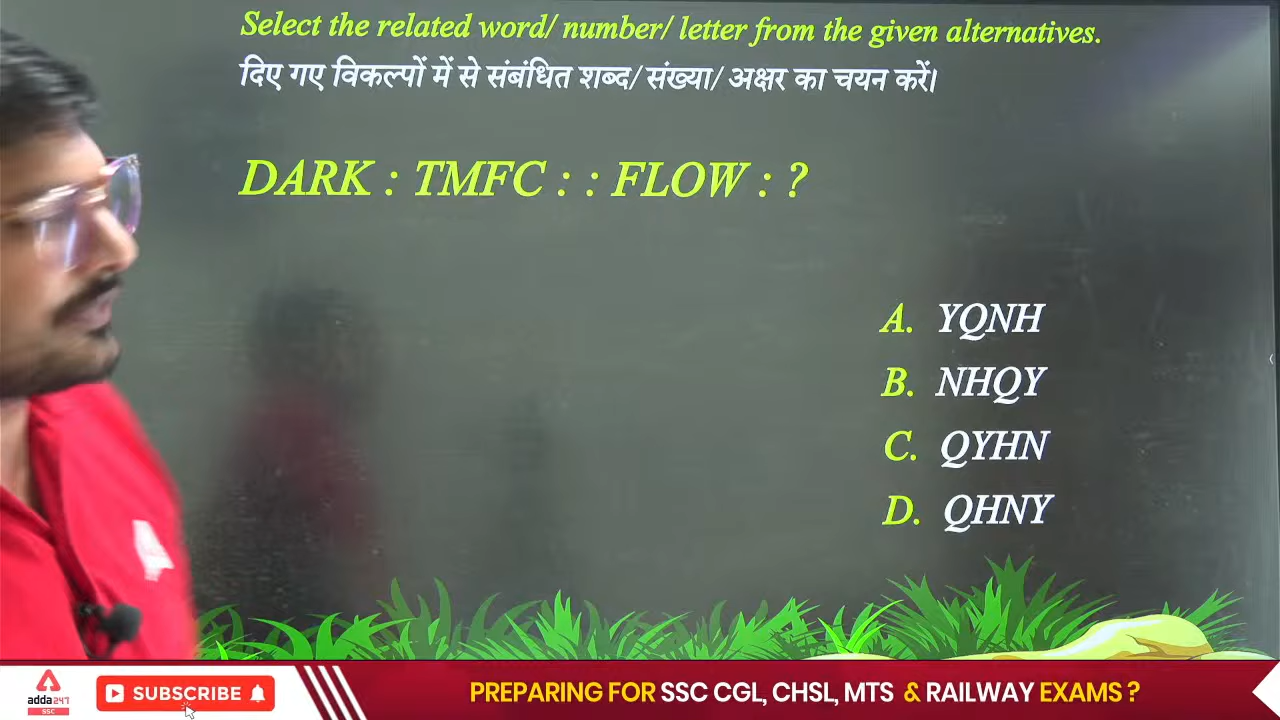 Select the related word/ number/ letter from the given alternatives.
दिए गए विकल्पों में से संबंधित शब्द/ संख्या/ अक्षर का चयन करें।
DARK : TMFC : : FLOW : ?
A. YQNH
B. NHQY
C. QYHN
D. QHNY
adda247
SSC
SUBSCRIBE
PREPARING FOR SSC CGL, CHSL, MTS & RAILWAY EXAMS ?